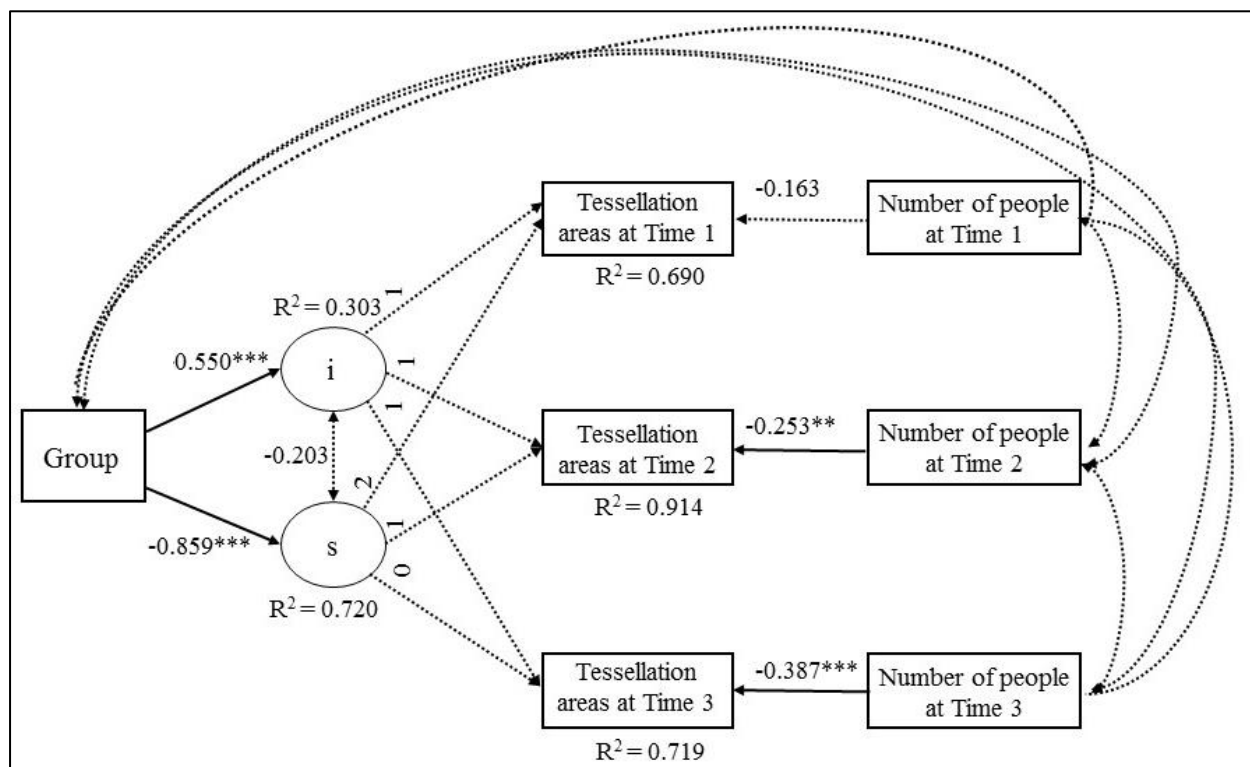 -0.163
Tessellation
areas at Time 1
Number of people
at Time 1
R² = 0.690
R² = 0.303
1
0.550***
i
1
1
Group
-0.203
Tessellation
areas at Time 2
-0.253**
Number of people
at Time 2
R² = 0.914
2
1
-0.859***
s
0
R² = 0.720
Tessellation
areas at Time 3
-0.387***
Number of people
at Time 3
R² = 0.719